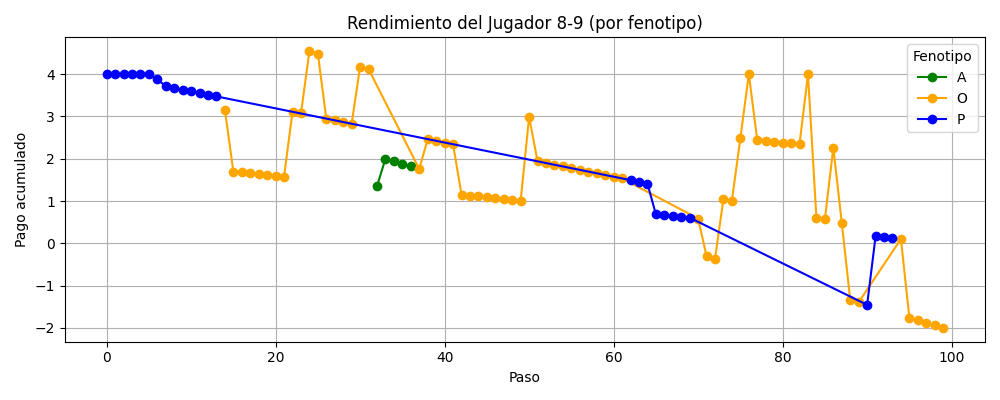 Rendimiento del Jugador 8-9 (por fenotipo)
Pago acumulado
4
3
2
1
0
−1
−2
Fenotipo
A
O
P
0 20 40 60 80 100
Paso